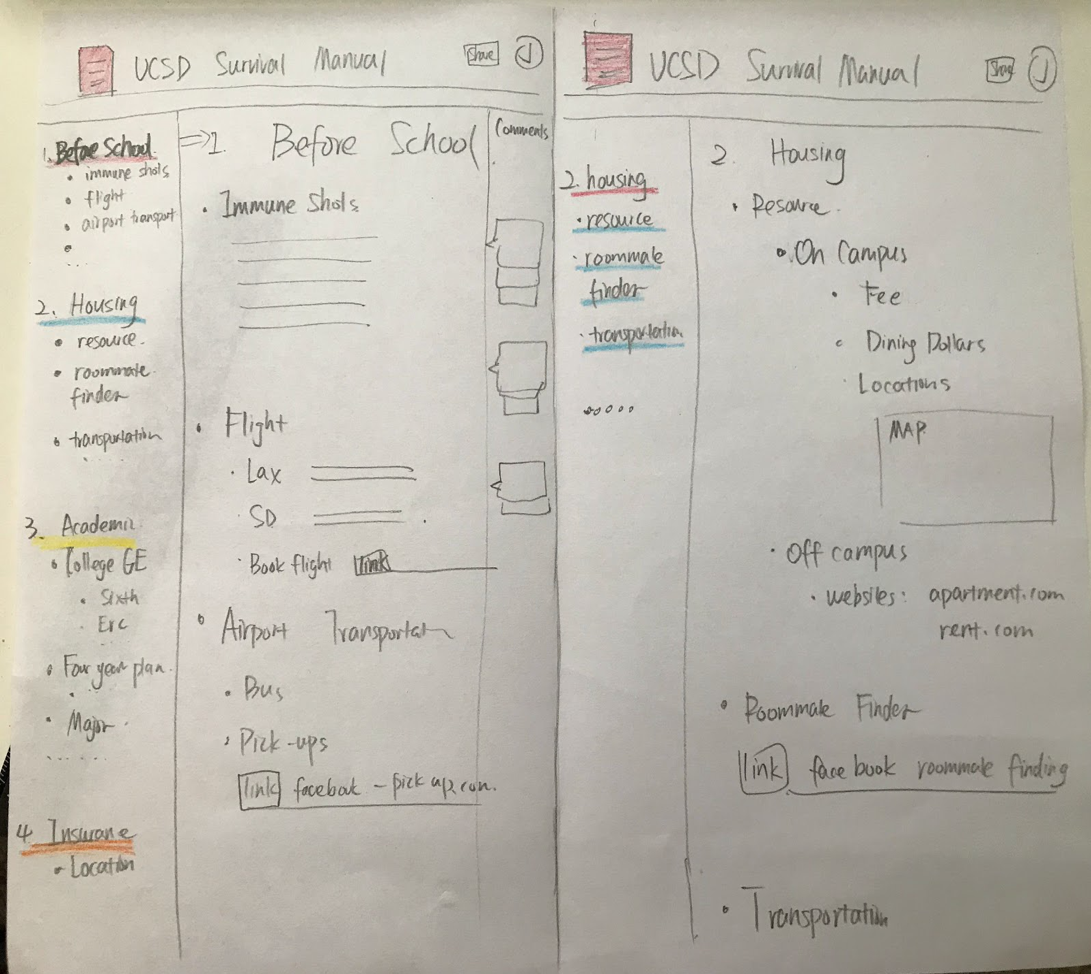 UCSD Survival Manual
Share
1. Before School
• immune shots
• flight
• airport transport
•
...
2. Housing
• resource.
• roommate
finder
• transportation
....
3. Academic
• College GE
• Sixth
• Erc
...
• Four year plan.
•
• Major.
......
4 Insurane
• Location
⇒1. Before School
• Immune Shots
• Flight
• Lax
• SD
• Book flight link
• Airport Transportation
• Bus
• Pick-ups
link facebook - pick up.com.
Comments
UCSD Survival Manual
Share
2. housing
• resource
• roommate
finder
• transportation
.....
2. Housing
• Resource.
• On Campus
• Fee
• Dining Dollars
• Locations
MAP
• Off campus
• websites: apartment.com
rent.com
• Roommate Finder
link face book roommate finding
• Transportation